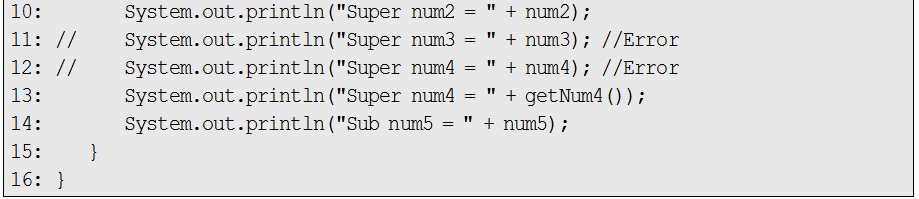 10:      System.out.println("Super num2 = " + num2);
11: //   System.out.println("Super num3 = " + num3); //Error
12: //   System.out.println("Super num4 = " + num4); //Error
13:      System.out.println("Super num4 = " + getNum4());
14:      System.out.println("Sub num5 = " + num5);
15:   }
16: }